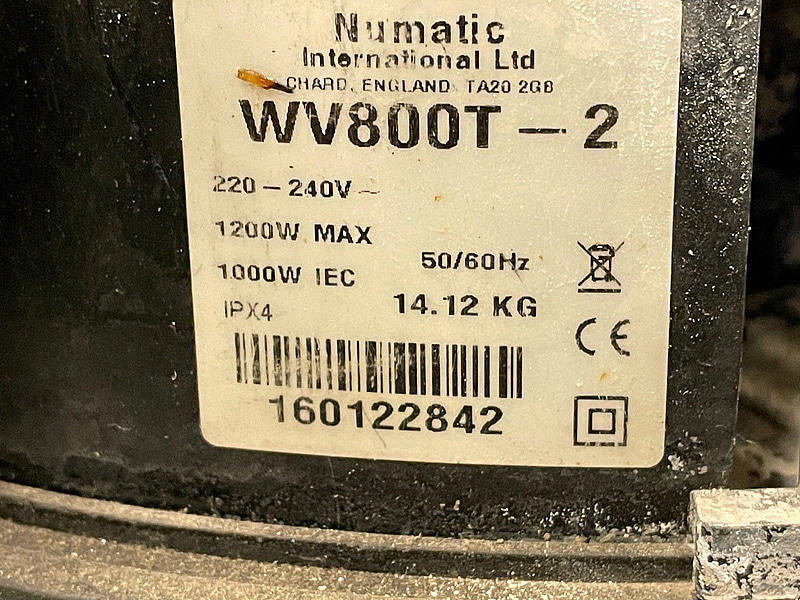 Numatic
International Ltd
CHARD, ENGLAND TA20 2GB
WV800T - 2
220 - 240V ~
1200W MAX
50/60Hz
1000W IEC
14.12 KG
IPX4
CE
160122842